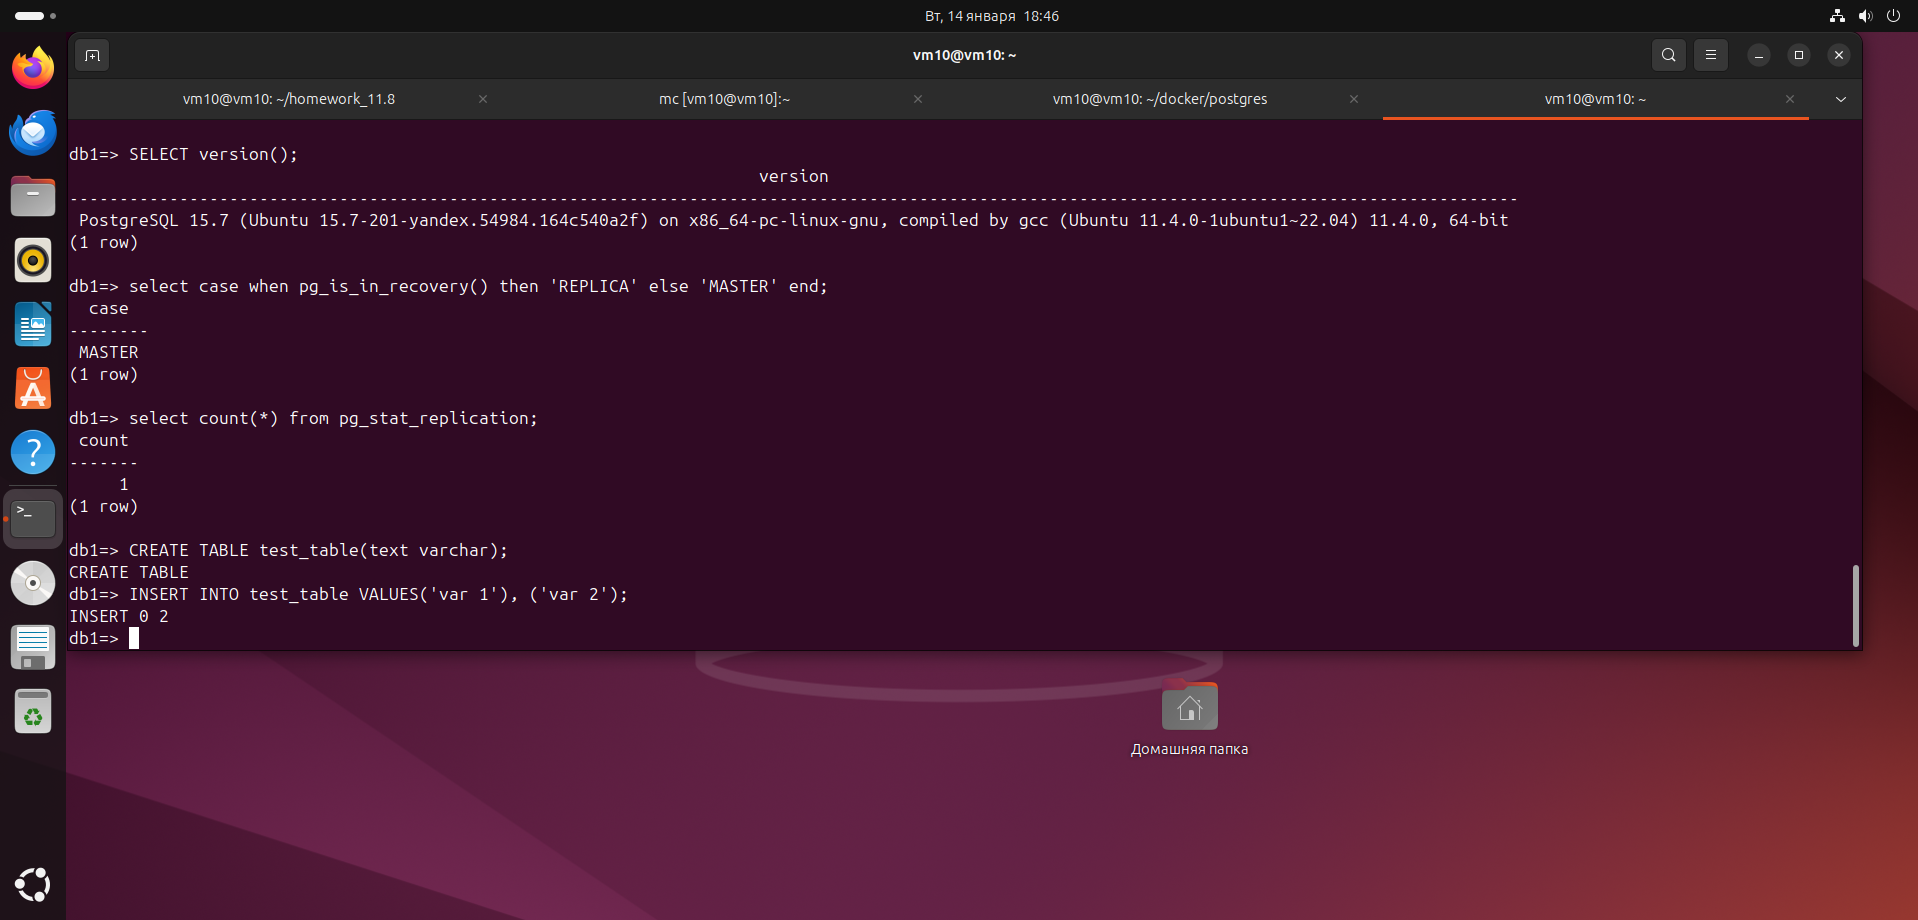 Вт, 14 января 18:46
vm10@vm10: ~
vm10@vm10: ~/homework_11.8
mc [vm10@vm10]:~
vm10@vm10: ~/docker/postgres
vm10@vm10: ~
db1=> SELECT version();
version
-------------------------------------------------------------------------------------------------------------------------------------------------
PostgreSQL 15.7 (Ubuntu 15.7-201-yandex.54984.164c540a2f) on x86_64-pc-linux-gnu, compiled by gcc (Ubuntu 11.4.0-1ubuntu1~22.04) 11.4.0, 64-bit
(1 row)
db1=> select case when pg_is_in_recovery() then 'REPLICA' else 'MASTER' end;
case
--------
MASTER
(1 row)
db1=> select count(*) from pg_stat_replication;
count
-------
1
(1 row)
db1=> CREATE TABLE test_table(text varchar);
CREATE TABLE
db1=> INSERT INTO test_table VALUES('var 1'), ('var 2');
INSERT 0 2
db1=>
Домашняя папка